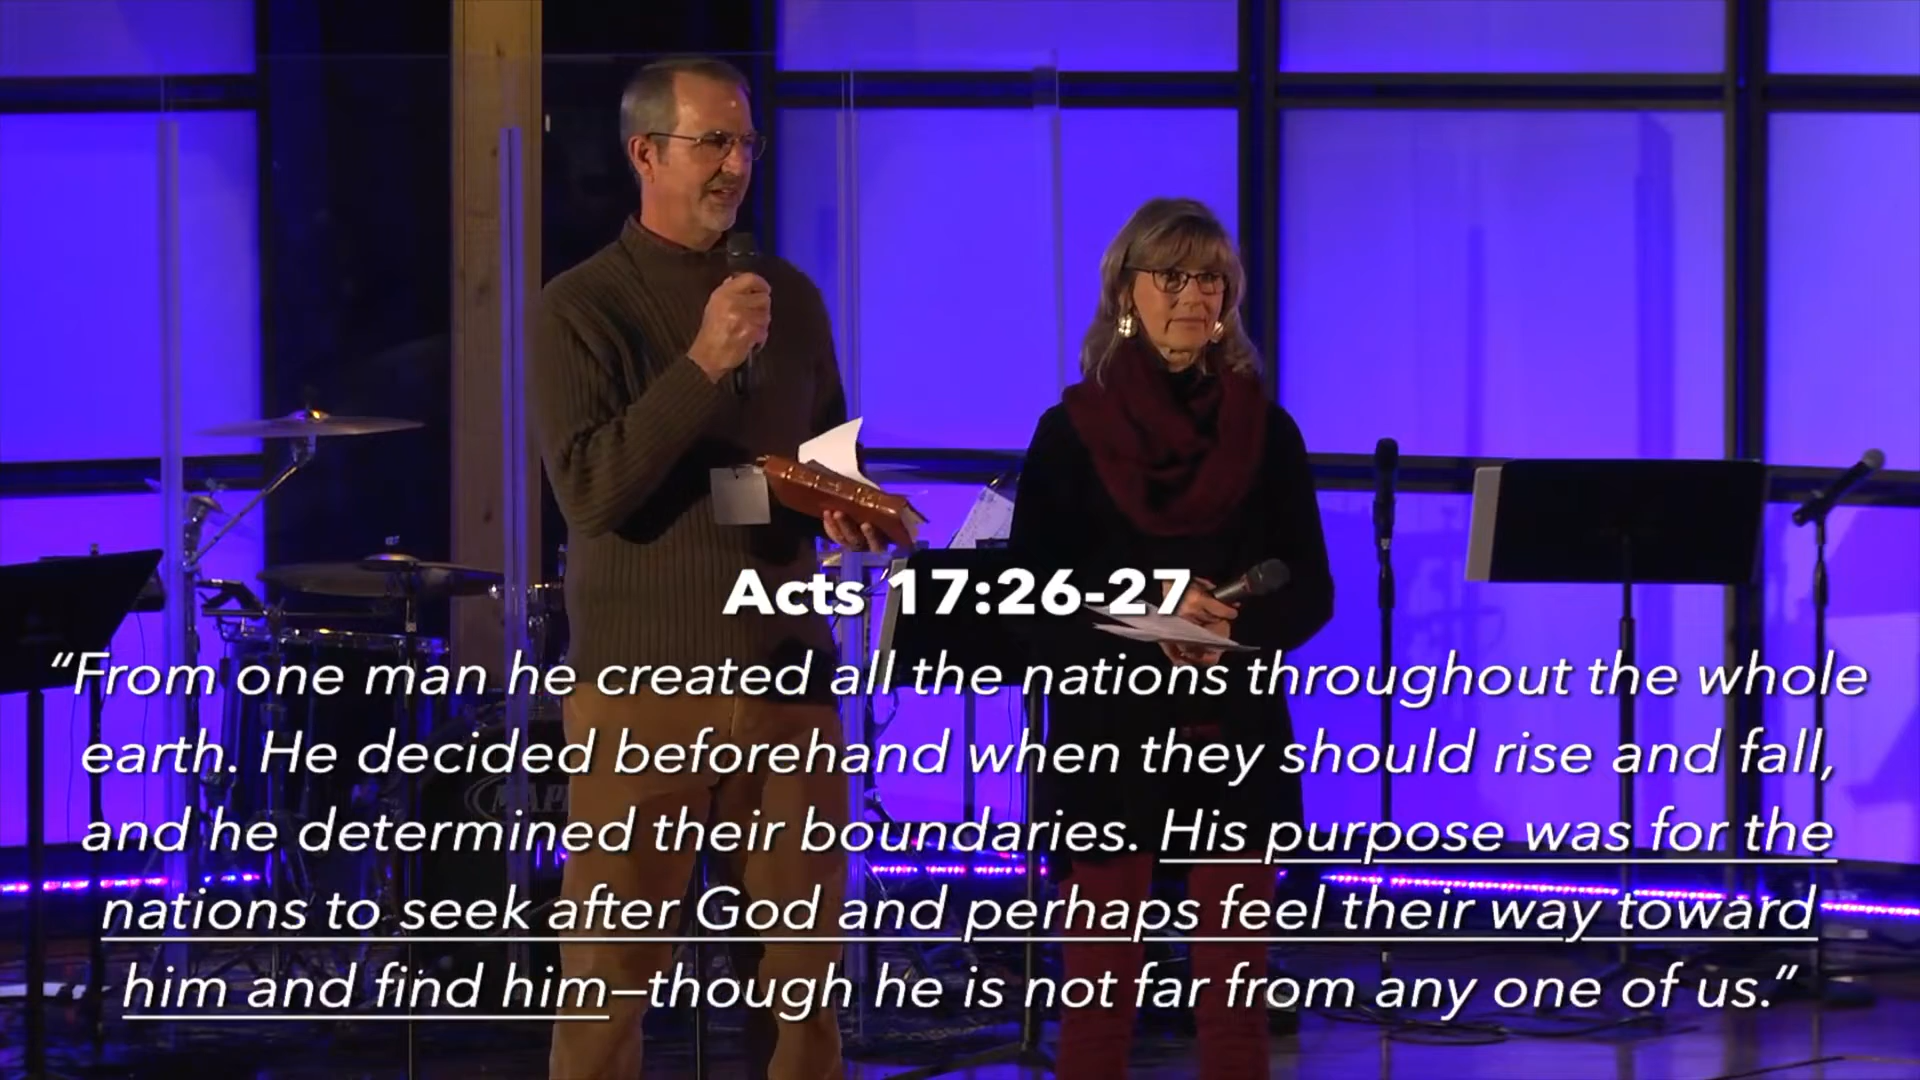 Acts 17:26-27
“From one man he created all the nations throughout the whole
earth. He decided beforehand when they should rise and fall,
and he determined their boundaries. His purpose was for the
nations to seek after God and perhaps feel their way toward
him and find him—though he is not far from any one of us.”